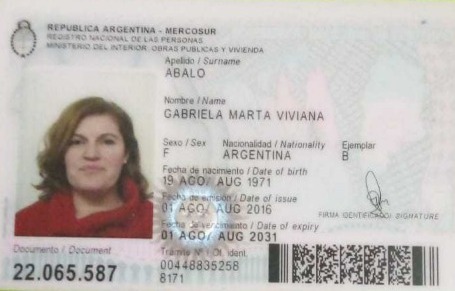 REPUBLICA ARGENTINA - MERCOSUR
REGISTRO NACIONAL DE LAS PERSONAS
MINISTERIO DEL INTERIOR, OBRAS PUBLICAS Y VIVIENDA
Apellido / Surname
ABALO
Nombre / Name
GABRIELA MARTA VIVIANA
Sexo / Sex Nacionalidad / Nationality Ejemplar
F ARGENTINA B
Fecha de nacimiento / Date of birth
19 AGO/ AUG 1971
Fecha de emisión / Date of issue
01 AGO/ AUG 2016
FIRMA IDENTIFICADO/ SIGNATURE
Fecha de vencimiento / Date of expiry
01 AGO/ AUG 2031
Documento / Document
Trámite N° / Of. ident.
22.065.587
00448835258
8171